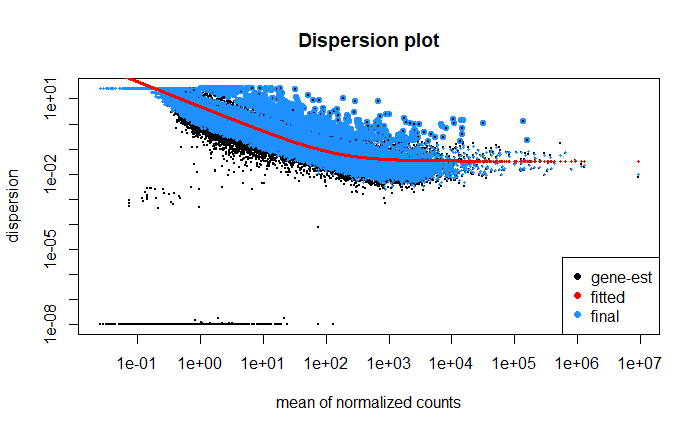 Dispersion plot
dispersion
1e+01
1e-02
1e-05
1e-08
gene-est
fitted
final
1e-01 1e+00 1e+01 1e+02 1e+03 1e+04 1e+05 1e+06 1e+07
mean of normalized counts